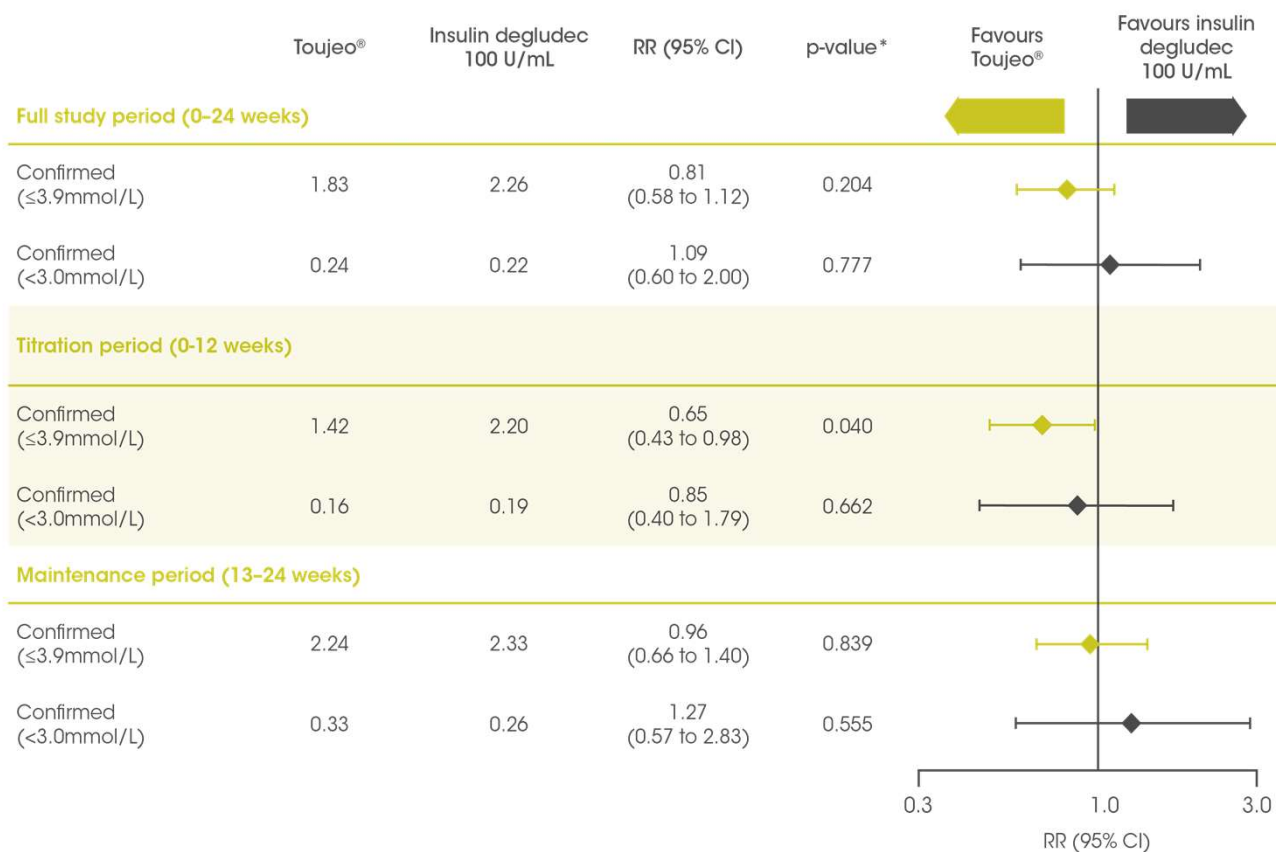 Toujeo®
Insulin degludec
100 U/mL
RR (95% CI)
p-value*
Favours
Toujeo®
Favours insulin
degludec
100 U/mL
Full study period (0–24 weeks)
Confirmed
(≤3.9mmol/L)
1.83
2.26
0.81
(0.58 to 1.12)
0.204
Confirmed
(<3.0mmol/L)
0.24
0.22
1.09
(0.60 to 2.00)
0.777
Titration period (0-12 weeks)
Confirmed
(≤3.9mmol/L)
1.42
2.20
0.65
(0.43 to 0.98)
0.040
Confirmed
(<3.0mmol/L)
0.16
0.19
0.85
(0.40 to 1.79)
0.662
Maintenance period (13–24 weeks)
Confirmed
(≤3.9mmol/L)
2.24
2.33
0.96
(0.66 to 1.40)
0.839
Confirmed
(<3.0mmol/L)
0.33
0.26
1.27
(0.57 to 2.83)
0.555
0.3
1.0
3.0
RR (95% CI)